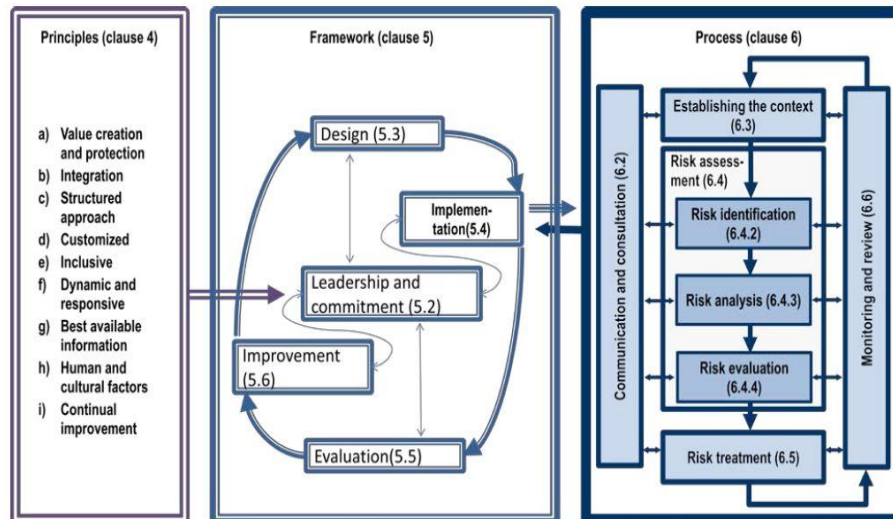 Principles (clause 4)
a) Value creation
and protection
b) Integration
c) Structured
approach
d) Customized
e) Inclusive
f) Dynamic and
responsive
g) Best available
information
h) Human and
cultural factors
i) Continual
improvement
Framework (clause 5)
Design (5.3)
Implemen-
tation(5.4)
Leadership and
commitment (5.2)
Improvement
(5.6)
Evaluation(5.5)
Process (clause 6)
Communication and consultation (6.2)
Establishing the context
(6.3)
Risk assess-
ment (6.4)
Risk identification
(6.4.2)
Risk analysis (6.4.3)
Risk evaluation
(6.4.4)
Risk treatment (6.5)
Monitoring and review (6.6)